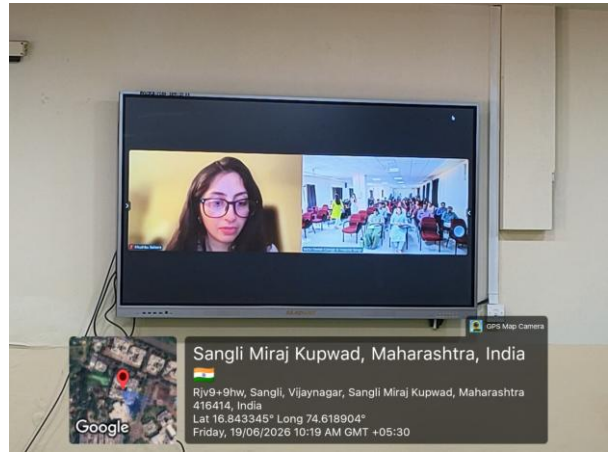 GPS Map Camera
Sangli Miraj Kupwad, Maharashtra, India
Rjv9+9hw, Sangli, Vijaynagar, Sangli Miraj Kupwad, Maharashtra
416414, India
Lat 16.843345° Long 74.618904°
Friday, 19/06/2026 10:19 AM GMT +05:30
Google